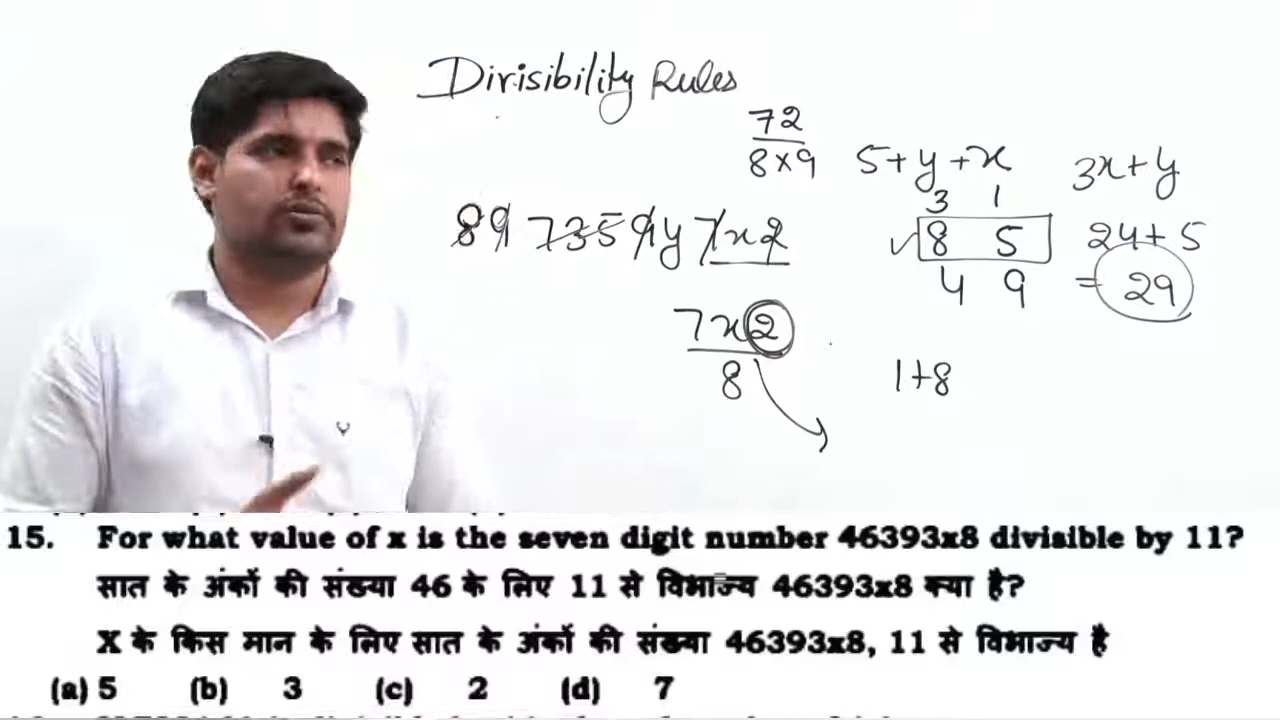 Divisibility Rules
72
8×9
5+y+x
3x+y
3 1
897359y7x2
8 5
24+5
4 9
= 29
7x2
8
1+8
15. For what value of x is the seven digit number 46393x8 divisible by 11?
सात के अंकों की संख्या 46 के लिए 11 से विभाज्य 46393x8 क्या है?
X के किस मान के लिए सात के अंकों की संख्या 46393x8, 11 से विभाज्य है
(a) 5 (b) 3 (c) 2 (d) 7